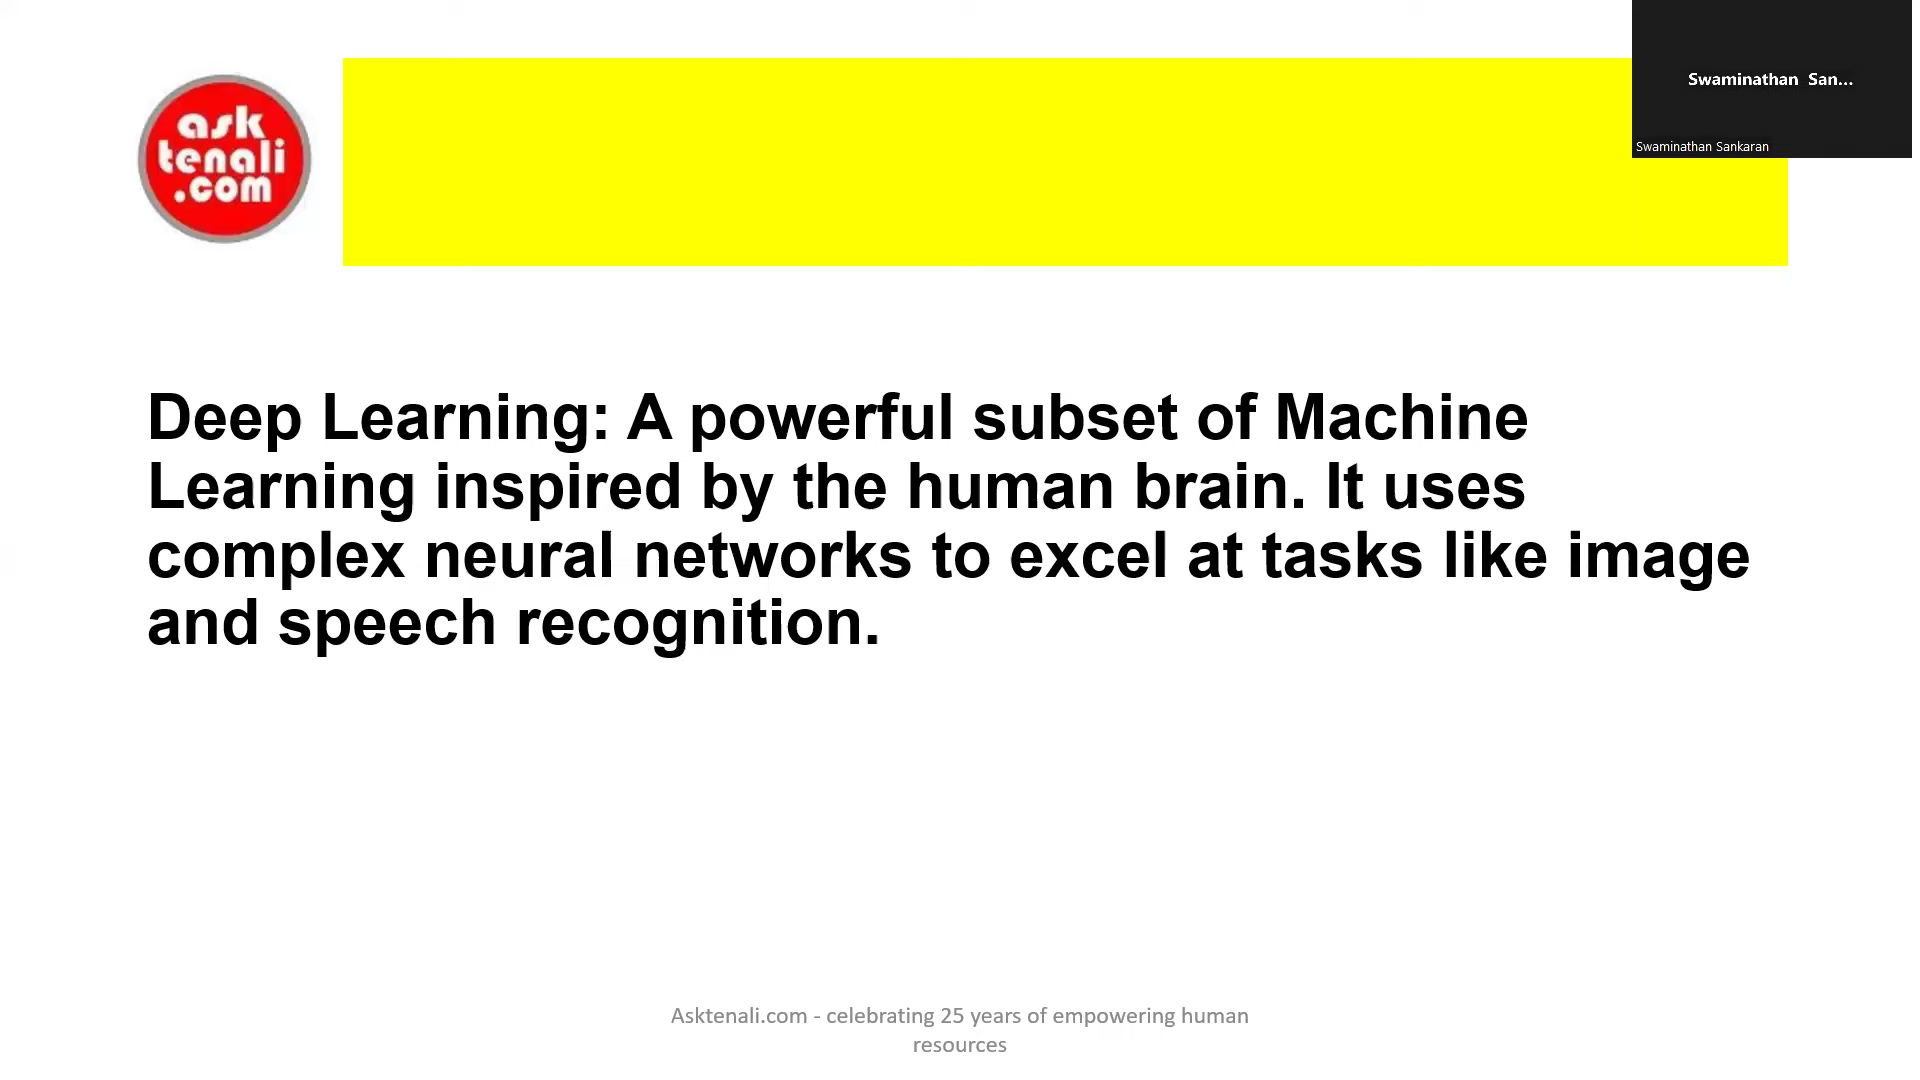 ask
tenali
.com
Swaminathan San...
Swaminathan Sankaran
Deep Learning: A powerful subset of Machine
Learning inspired by the human brain. It uses
complex neural networks to excel at tasks like image
and speech recognition.
Asktenali.com - celebrating 25 years of empowering human
resources